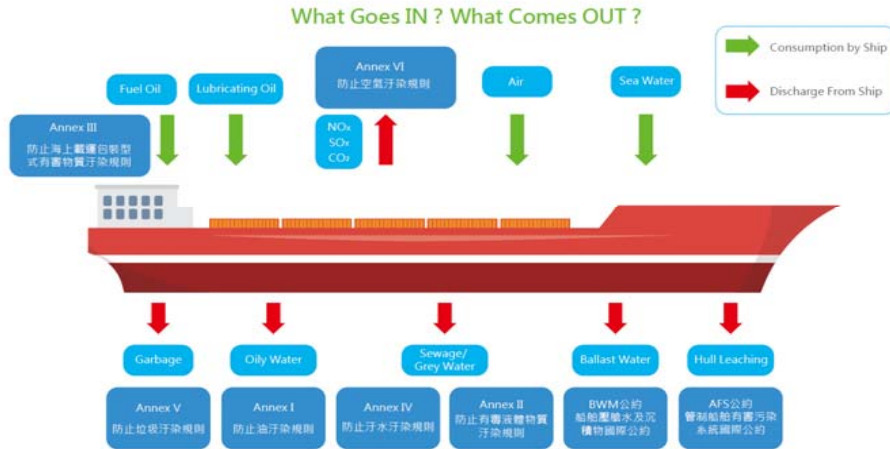 What Goes IN ? What Comes OUT ?
Consumption by Ship
Discharge From Ship
Fuel Oil
Lubricating Oil
Annex VI
防止空氣汙染規則
Air
Sea Water
Annex III
防止海上載運包裝型
式有害物質汙染規則
NOx
SOx
CO₂
Garbage
Oily Water
Sewage/
Grey Water
Ballast Water
Hull Leaching
Annex V
防止垃圾汙染規則
Annex I
防止油汙染規則
Annex IV
防止汙水汙染規則
Annex II
防止有毒液體物質
汙染規則
BWM公約
船舶壓艙水及沉
積物國際公約
AFS公約
管制船舶有害污染
系統國際公約